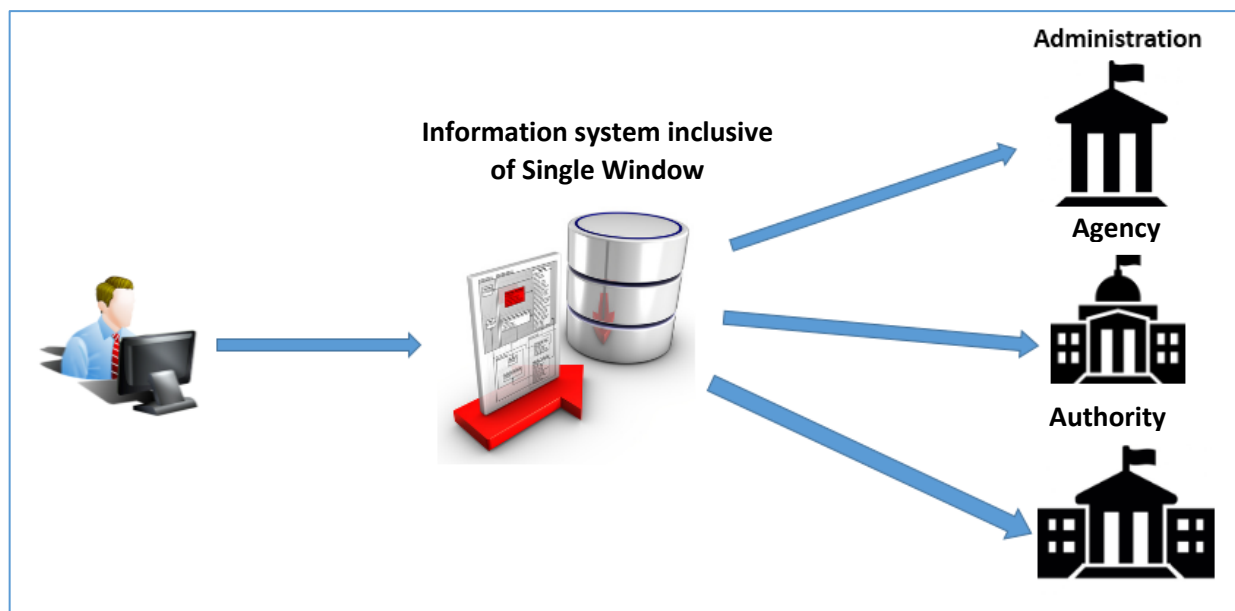 Administration
Information system inclusive
of Single Window
Agency
Authority